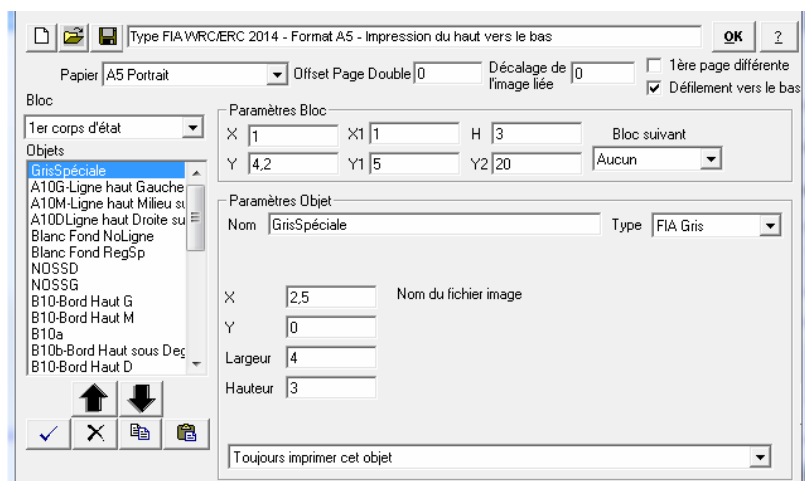 Type FIA WRC/ERC 2014 - Format A5 - Impression du haut vers le bas
OK
?
Papier A5 Portrait
Offset Page Double 0
Décalage de l'image liée 0
1ère page différente
Défilement vers le bas
Bloc
1er corps d'état
Objets
GrisSpéciale
A10G-Ligne haut Gauche
A10M-Ligne haut Milieu su
A10DLigne haut Droite su
Blanc Fond NoLigne
Blanc Fond RegSp
NOSSD
NOSSG
B10-Bord Haut G
B10-Bord Haut M
B10a
B10b-Bord Haut sous Deg
B10-Bord Haut D
Paramètres Bloc
X 1 X1 1 H 3 Bloc suivant
Y 4,2 Y1 5 Y2 20 Aucun
Paramètres Objet
Nom GrisSpéciale Type FIA Gris
X 2,5 Nom du fichier image
Y 0
Largeur 4
Hauteur 3
Toujours imprimer cet objet